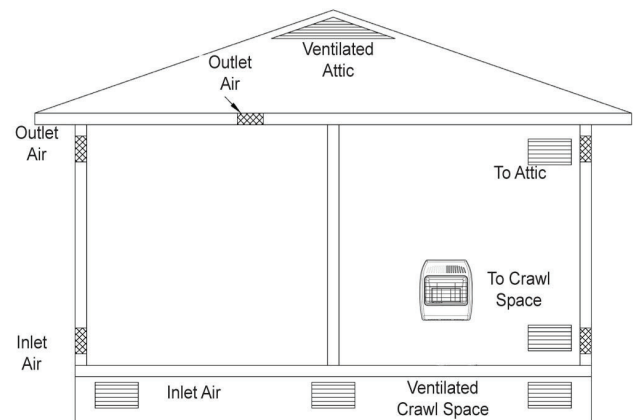 Ventilated
Attic
Outlet
Air
Outlet
Air
To Attic
To Crawl
Space
Inlet
Air
Inlet Air
Ventilated
Crawl Space